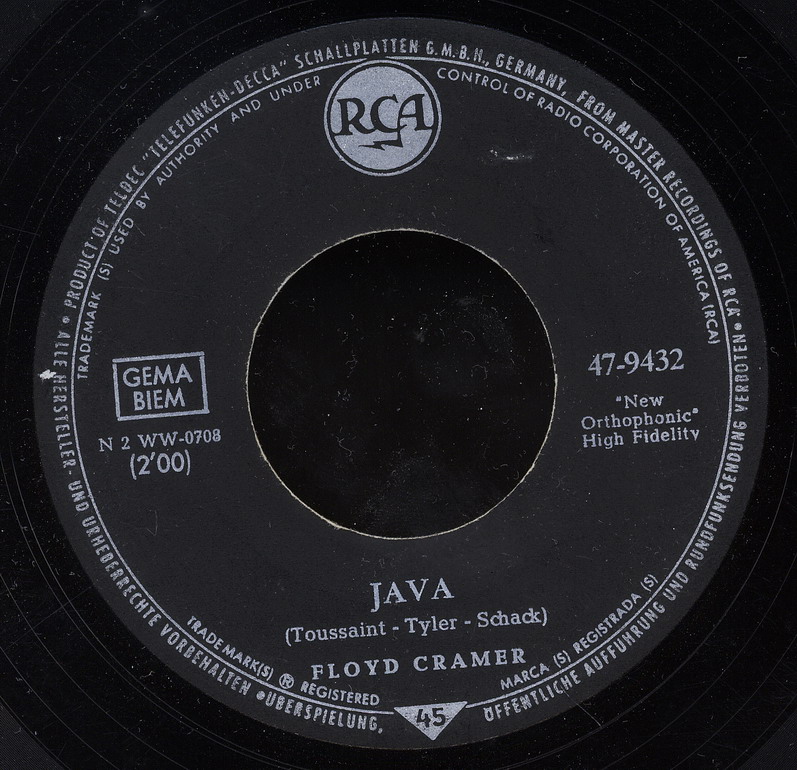 • PRODUCT OF TELDEC "TELEFUNKEN-DECCA" SCHALLPLATTEN G.M.B.H., GERMANY, FROM MASTER RECORDINGS OF RCA •
TRADEMARK (S) USED BY AUTHORITY AND UNDER CONTROL OF RADIO CORPORATION OF AMERICA (RCA)
RCA
GEMA
BIEM
N 2 WW-0708
(2'00)
47-9432
"New
Orthophonic"
High Fidelity
JAVA
(Toussaint - Tyler - Schack)
FLOYD CRAMER
TRADEMARK(S) ® REGISTERED
MARCA (S) REGISTRADA (S)
45
ALLE HERSTELLER- UND URHEBERRECHTE VORBEHALTEN • ÜBERSPIELUNG, ÖFFENTLICHE AUFFÜHRUNG UND RUNDFUNKSENDUNG VERBOTEN